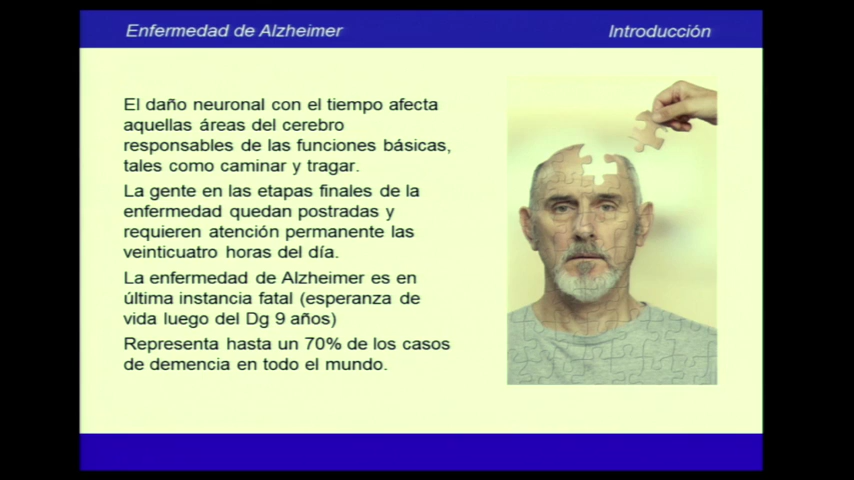 Enfermedad de Alzheimer
Introducción
El daño neuronal con el tiempo afecta
aquellas áreas del cerebro
responsables de las funciones básicas,
tales como caminar y tragar.
La gente en las etapas finales de la
enfermedad quedan postradas y
requieren atención permanente las
veinticuatro horas del día.
La enfermedad de Alzheimer es en
última instancia fatal (esperanza de
vida luego del Dg 9 años)
Representa hasta un 70% de los casos
de demencia en todo el mundo.